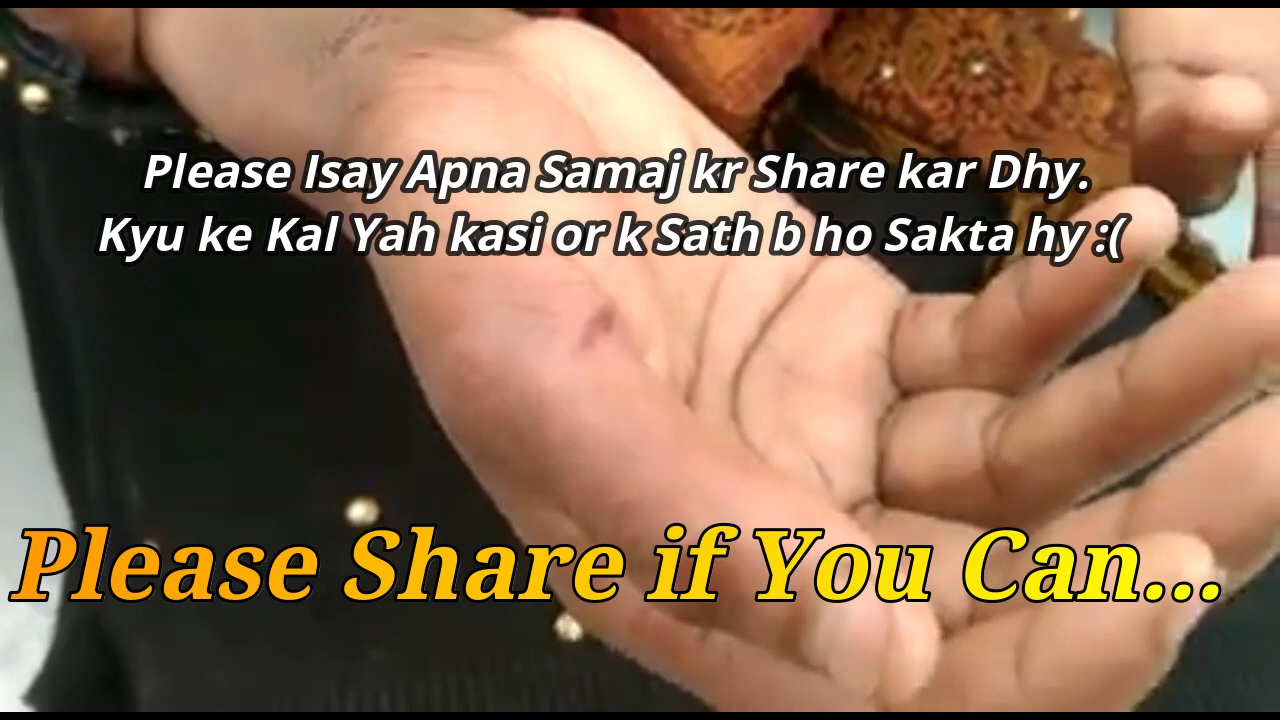 Please Isay Apna Samaj kr Share kar Dhy.
Kyu ke Kal Yah kasi or k Sath b ho Sakta hy :(
Please Share if You Can...